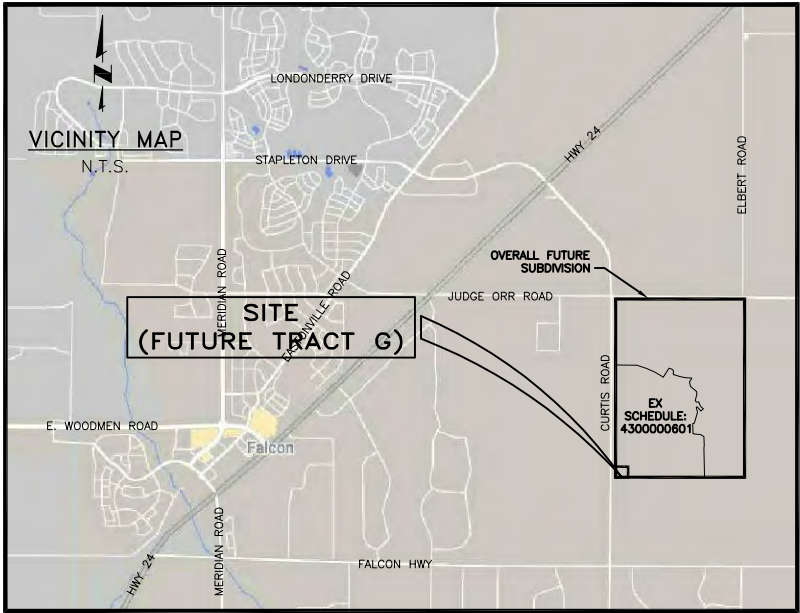 N
LONDONDERRY DRIVE
VICINITY MAP
N.T.S.
STAPLETON DRIVE
HWY 24
ELBERT ROAD
OVERALL FUTURE
SUBDIVISION
MERIDIAN ROAD
EASTONVILLE ROAD
JUDGE ORR ROAD
SITE
(FUTURE TRACT G)
CURTIS ROAD
EX
SCHEDULE:
4300000601
E. WOODMEN ROAD
Falcon
MERIDIAN ROAD
HWY 24
FALCON HWY